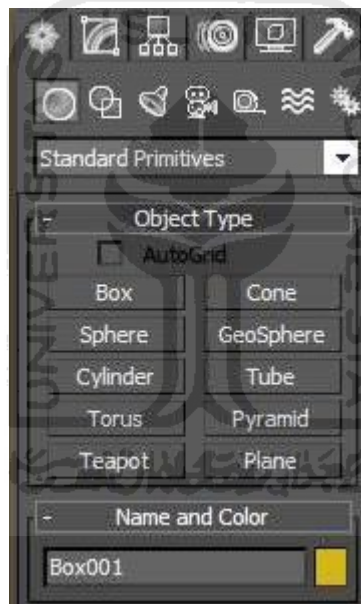 Standard Primitives
- Object Type
AutoGrid
Box Cone
Sphere GeoSphere
Cylinder Tube
Torus Pyramid
Teapot Plane
- Name and Color
Box001
UNIVERSITAS